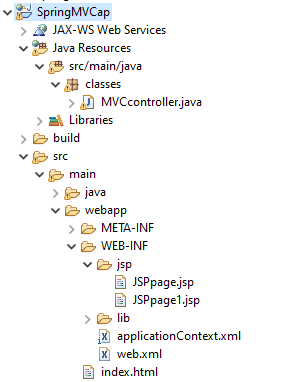 SpringMVCap
JAX-WS Web Services
Java Resources
src/main/java
classes
MVCcontroller.java
Libraries
build
src
main
java
webapp
META-INF
WEB-INF
jsp
JSPpage.jsp
JSPpage1.jsp
lib
applicationContext.xml
web.xml
index.html